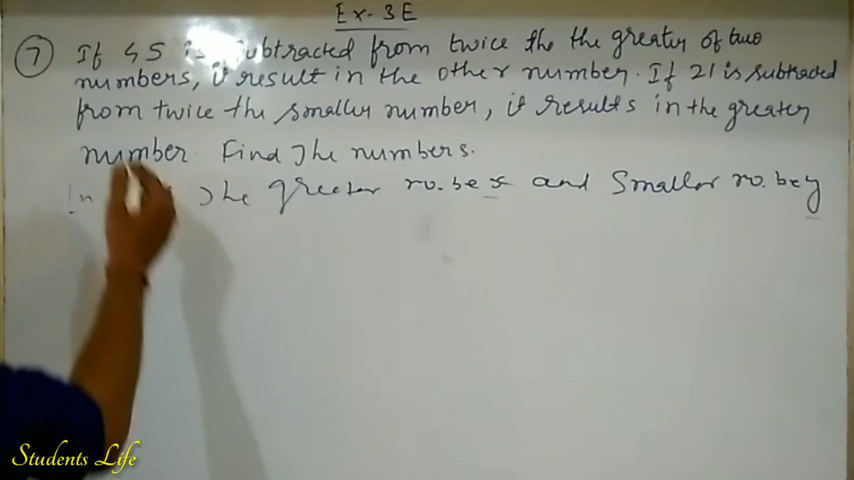 Ex-3E
7 If 45 is subtracted from twice the the greater of two
numbers, it result in the other number. If 21 is subtracted
from twice the smaller number, it results in the greater
number. Find The numbers.
The greater no. be x and Smaller no. be y
Students Life